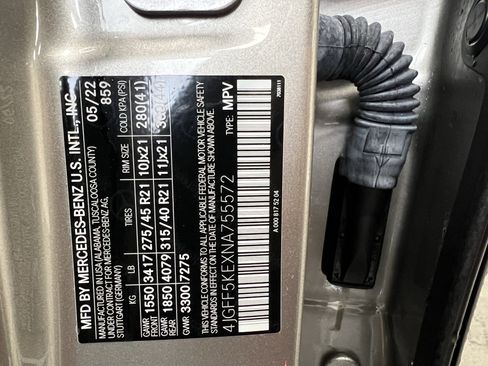 MFD BY MERCEDES-BENZ U.S. INTL., INC.
MANUFACTURED IN USA (ALABAMA, TUSCALOOSA COUNTY)
UNDER CONTRACT FOR MERCEDES-BENZ AG,
STUTTGART (GERMANY)
05/22
859
KG LB TIRES RIM SIZE COLD KPA (PSI)
GAWR FRONT 1550 3417 275/45 R21 10Jx21 280(41)
GAWR REAR 1850 4079 315/40 R21 11Jx21
GVWR 3300 7275
THIS VEHICLE CONFORMS TO ALL APPLICABLE FEDERAL MOTOR VEHICLE SAFETY
STANDARDS IN EFFECT ON THE DATE OF MANUFACTURE SHOWN ABOVE.
4JGFF5KEXNA755572 TYPE: MPV
A 000 817 52 04